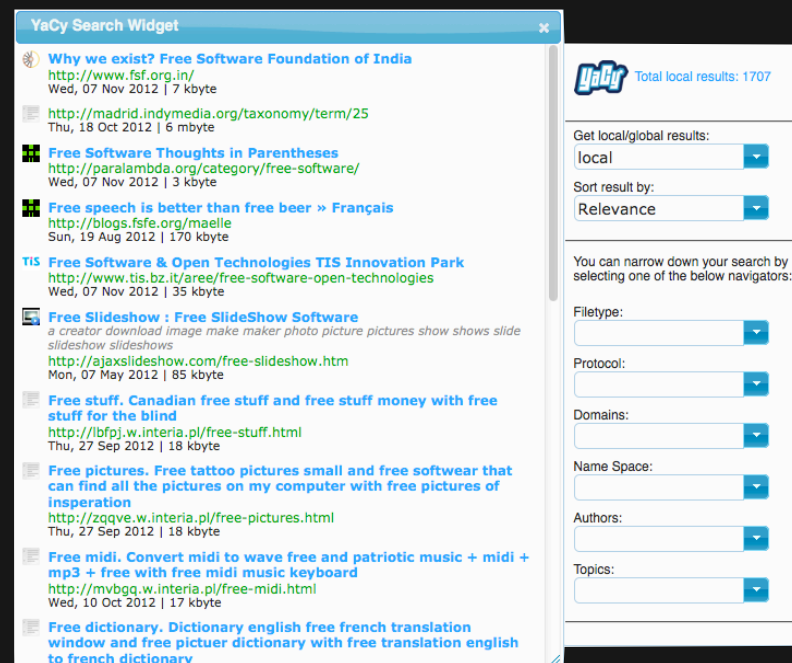 YaCy Search Widget
Why we exist? Free Software Foundation of India
http://www.fsf.org.in/
Wed, 07 Nov 2012 | 7 kbyte
http://madrid.indymedia.org/taxonomy/term/25
Thu, 18 Oct 2012 | 6 mbyte
Free Software Thoughts in Parentheses
http://paralambda.org/category/free-software/
Wed, 07 Nov 2012 | 3 kbyte
Free speech is better than free beer » Français
http://blogs.fsfe.org/maelle
Sun, 19 Aug 2012 | 170 kbyte
TiS
Free Software & Open Technologies TIS Innovation Park
http://www.tis.bz.it/aree/free-software-open-technologies
Wed, 07 Nov 2012 | 35 kbyte
Free Slideshow : Free SlideShow Software
a creator download image make maker photo picture pictures show shows slide
slideshow slideshows
http://ajaxslideshow.com/free-slideshow.htm
Mon, 07 May 2012 | 85 kbyte
Free stuff. Canadian free stuff and free stuff money with free
stuff for the blind
http://lbfpj.w.interia.pl/free-stuff.html
Thu, 27 Sep 2012 | 18 kbyte
Free pictures. Free tattoo pictures small and free softwear that
can find all the pictures on my computer with free pictures of
insperation
http://zqqve.w.interia.pl/free-pictures.html
Thu, 27 Sep 2012 | 18 kbyte
Free midi. Convert midi to wave free and patriotic music + midi +
mp3 + free with free midi music keyboard
http://mvbgq.w.interia.pl/free-midi.html
Wed, 10 Oct 2012 | 17 kbyte
Free dictionary. Dictionary english free french translation
window and free pictuer dictionary with free translation english
to french dictionary
YaCy
Total local results: 1707
Get local/global results:
local
Sort result by:
Relevance
You can narrow down your search by
selecting one of the below navigators:
Filetype:
Protocol:
Domains:
Name Space:
Authors:
Topics: